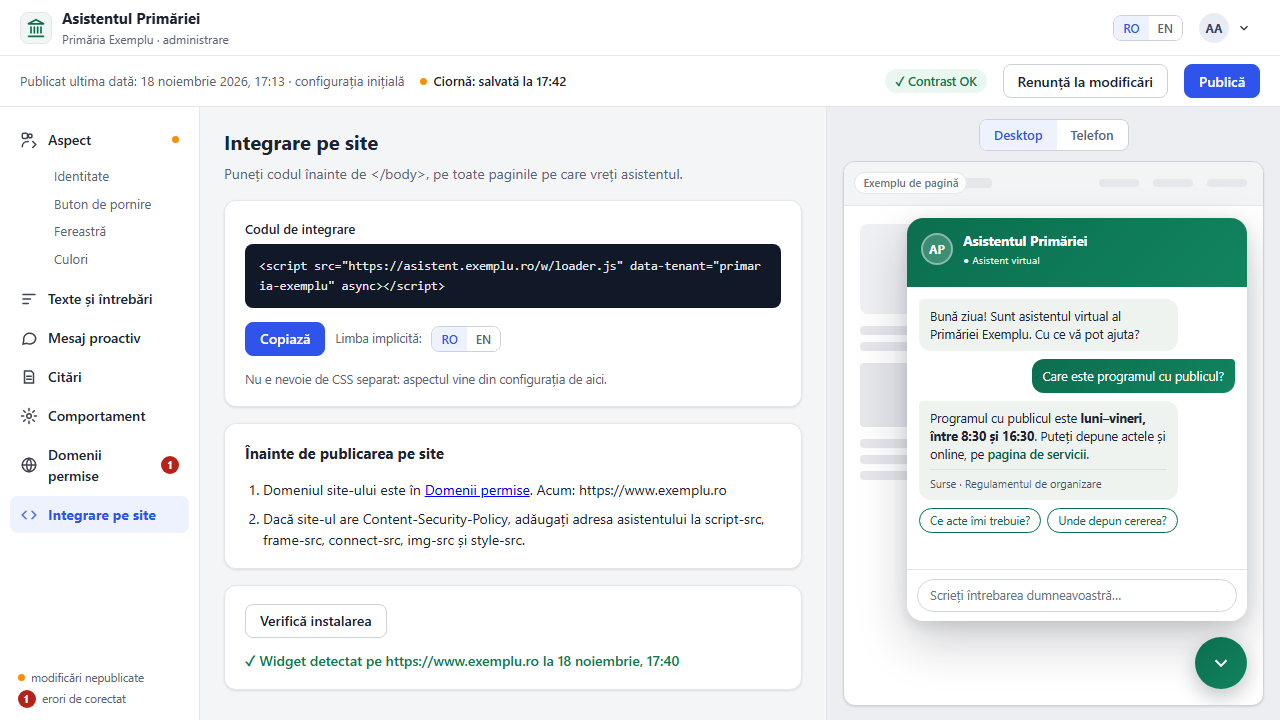 Asistentul Primăriei
Primăria Exemplu · administrare
RO EN
AA
Publicat ultima dată: 18 noiembrie 2026, 17:13 · configurația inițială
Ciornă: salvată la 17:42
✓ Contrast OK
Renunță la modificări
Publică
Aspect
Identitate
Buton de pornire
Fereastră
Culori
Texte și întrebări
Mesaj proactiv
Citări
Comportament
Domenii
permise
1
Integrare pe site
modificări nepublicate
1 erori de corectat
Integrare pe site
Puneți codul înainte de </body>, pe toate paginile pe care vreți asistentul.
Codul de integrare
<script src="https://asistent.exemplu.ro/w/loader.js" data-tenant="primar
ia-exemplu" async></script>
Copiază
Limba implicită:
RO EN
Nu e nevoie de CSS separat: aspectul vine din configurația de aici.
Înainte de publicarea pe site
1. Domeniul site-ului este în Domenii permise. Acum: https://www.exemplu.ro
2. Dacă site-ul are Content-Security-Policy, adăugați adresa asistentului la script-src,
frame-src, connect-src, img-src și style-src.
Verifică instalarea
✓ Widget detectat pe https://www.exemplu.ro la 18 noiembrie, 17:40
Desktop Telefon
Exemplu de pagină
AP
Asistentul Primăriei
Asistent virtual
Bună ziua! Sunt asistentul virtual al
Primăriei Exemplu. Cu ce vă pot ajuta?
Care este programul cu publicul?
Programul cu publicul este luni–vineri,
între 8:30 și 16:30. Puteți depune actele și
online, pe pagina de servicii.
Surse · Regulamentul de organizare
Ce acte îmi trebuie?
Unde depun cererea?
Scrieți întrebarea dumneavoastră...